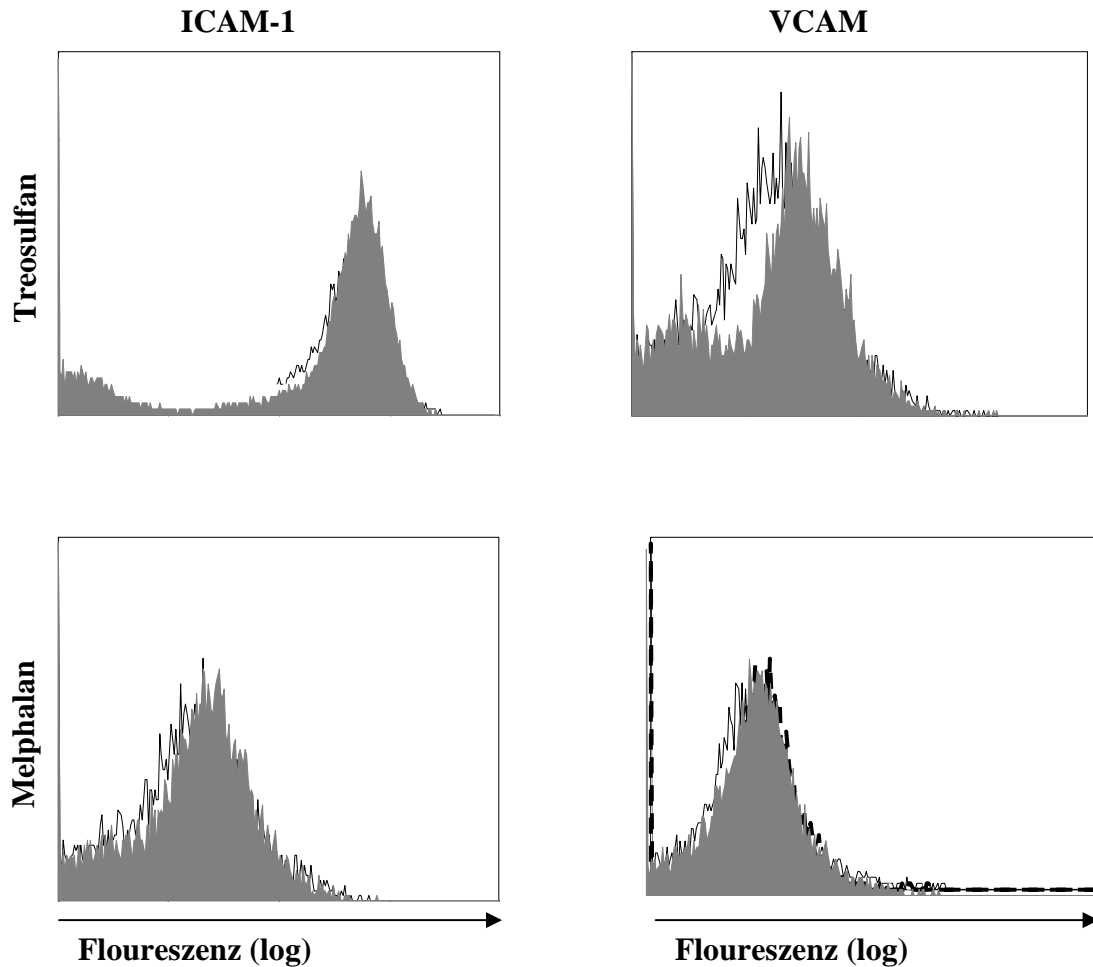 ICAM-1
VCAM
Treosulfan
Melphalan
Floureszenz (log)
Floureszenz (log)